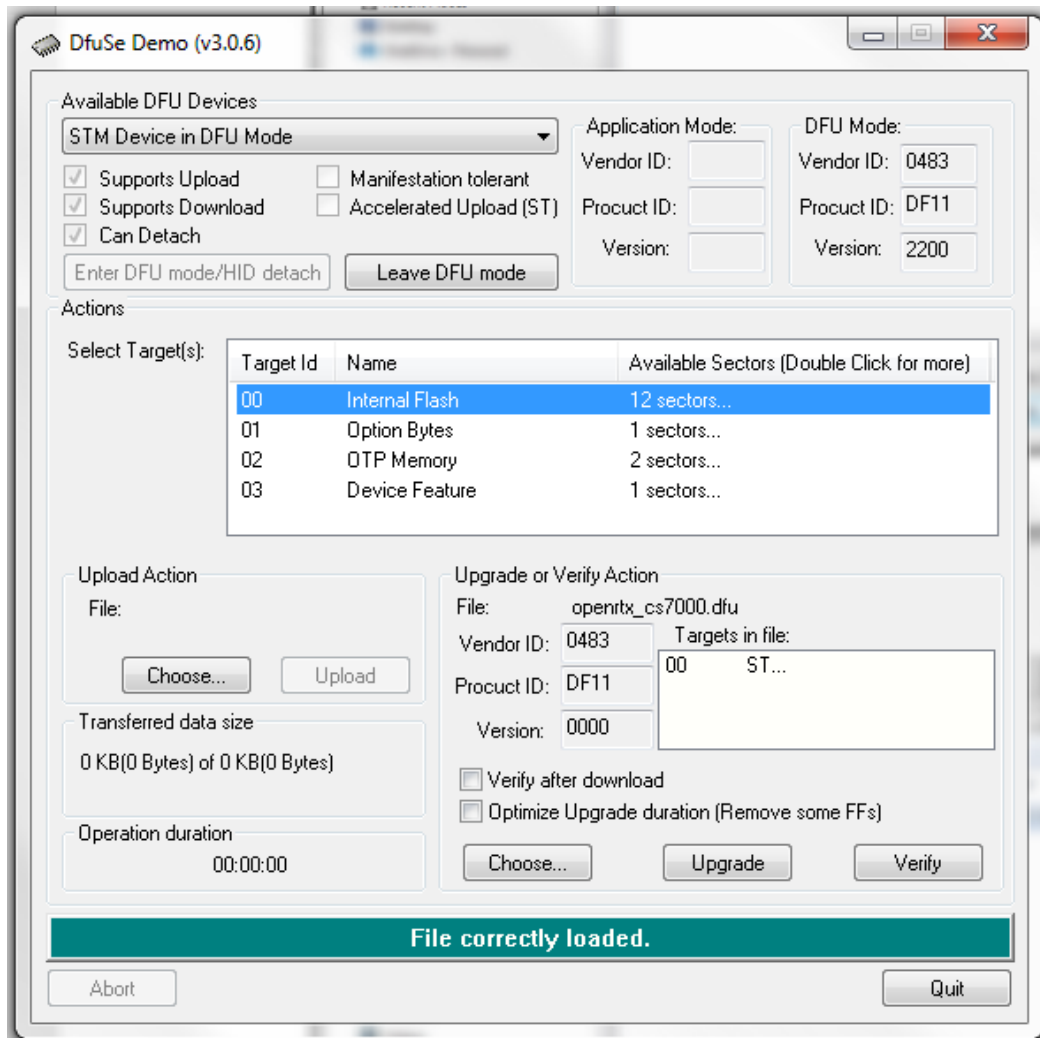 DfuSe Demo (v3.0.6)
Available DFU Devices
STM Device in DFU Mode
Supports Upload
Manifestation tolerant
Supports Download
Accelerated Upload (ST)
Can Detach
Enter DFU mode/HID detach
Leave DFU mode
Application Mode:
Vendor ID:
Procuct ID:
Version:
DFU Mode:
Vendor ID: 0483
Procuct ID: DF11
Version: 2200
Actions
Select Target(s):
Target Id Name Available Sectors (Double Click for more)
00 Internal Flash 12 sectors...
01 Option Bytes 1 sectors...
02 OTP Memory 2 sectors...
03 Device Feature 1 sectors...
Upload Action
File:
Choose... Upload
Transferred data size
0 KB(0 Bytes) of 0 KB(0 Bytes)
Operation duration
00:00:00
Upgrade or Verify Action
File: openrtx_cs7000.dfu
Vendor ID: 0483
Procuct ID: DF11
Version: 0000
Targets in file:
00 ST...
Verify after download
Optimize Upgrade duration (Remove some FFs)
Choose... Upgrade Verify
File correctly loaded.
Abort Quit